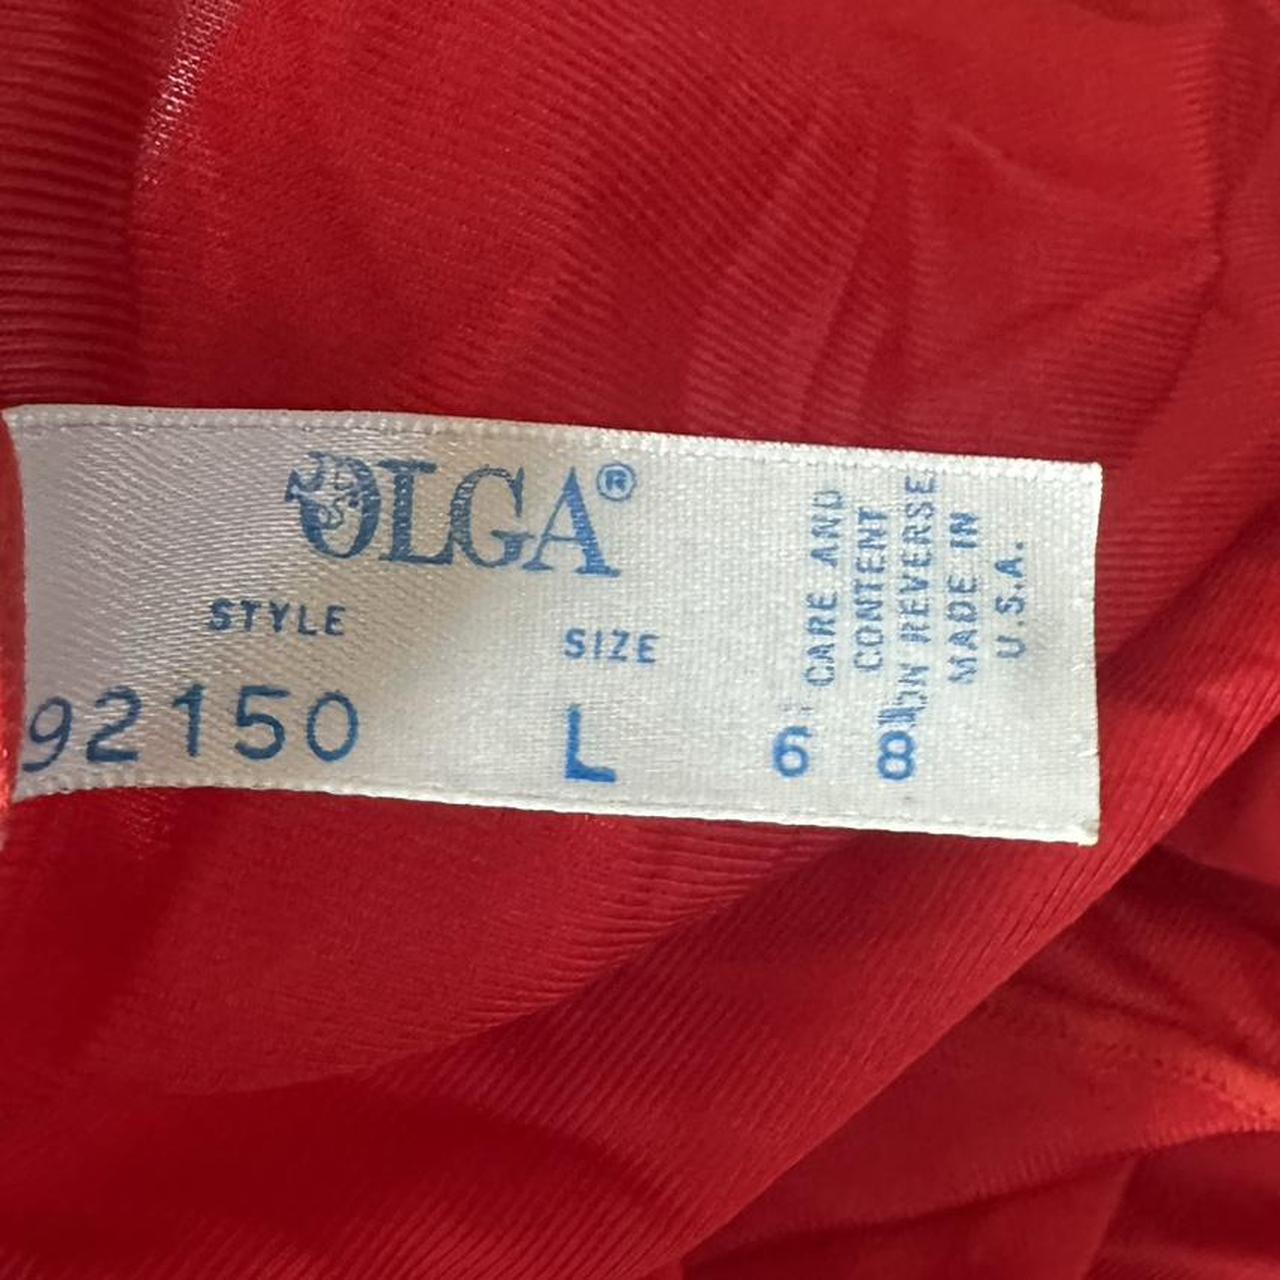 OLGA®
STYLE
SIZE
92150
L
6 8
CARE AND
CONTENT
ON REVERSE
MADE IN
U.S.A.